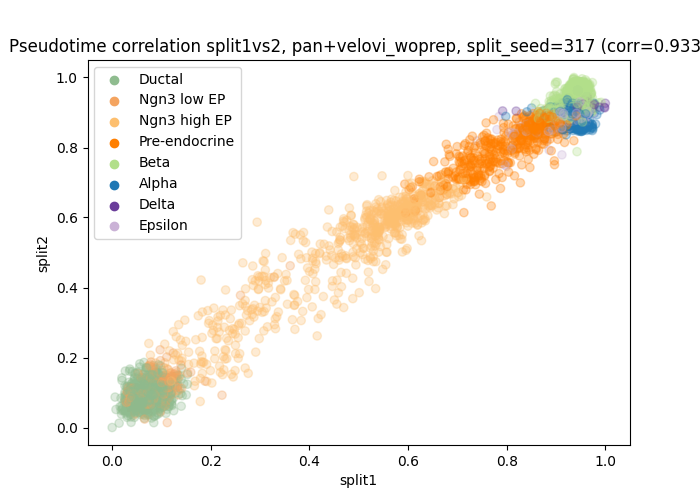 Pseudotime correlation split1vs2, pan+velovi_woprep, split_seed=317 (corr=0.933
1.0
0.8
0.6
0.4
0.2
0.0
split2
Ductal
Ngn3 low EP
Ngn3 high EP
Pre-endocrine
Beta
Alpha
Delta
Epsilon
0.0 0.2 0.4 0.6 0.8 1.0
split1